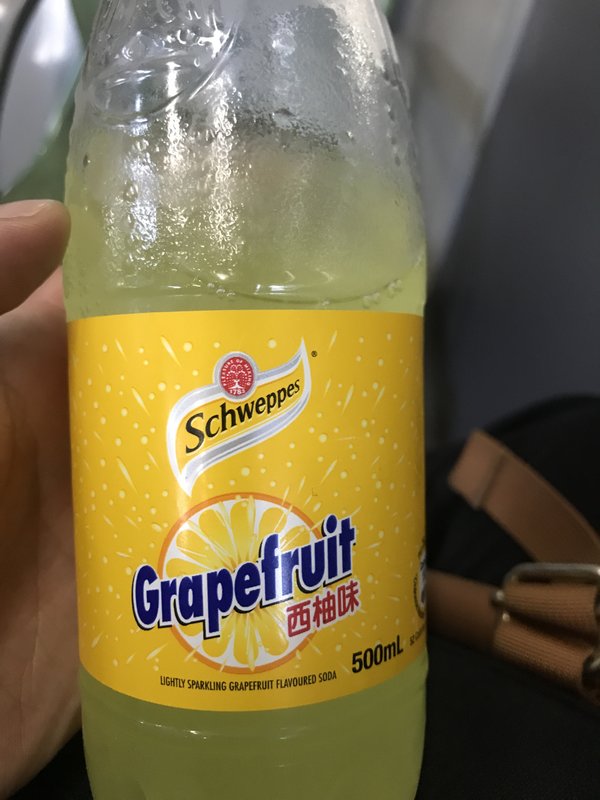 Schweppes®
Grapefruit
西柚味
500mL
LIGHTLY SPARKLING GRAPEFRUIT FLAVOURED SODA